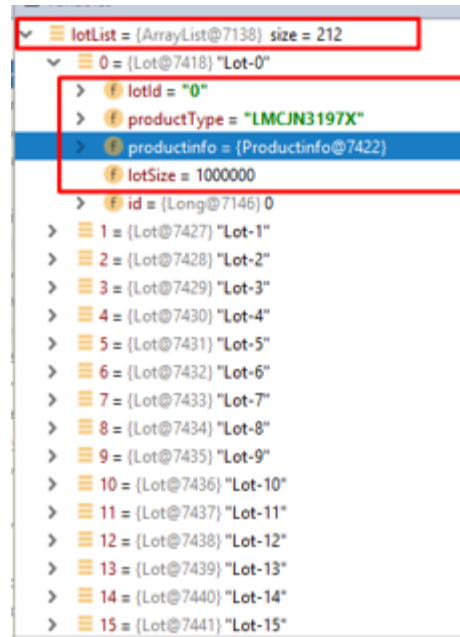 lotList = {ArrayList@7138} size = 212
0 = {Lot@7418} "Lot-0"
lotId = "0"
productType = "LMCJN3197X"
productinfo = {Productinfo@7422}
lotSize = 1000000
id = {Long@7146} 0
1 = {Lot@7427} "Lot-1"
2 = {Lot@7428} "Lot-2"
3 = {Lot@7429} "Lot-3"
4 = {Lot@7430} "Lot-4"
5 = {Lot@7431} "Lot-5"
6 = {Lot@7432} "Lot-6"
7 = {Lot@7433} "Lot-7"
8 = {Lot@7434} "Lot-8"
9 = {Lot@7435} "Lot-9"
10 = {Lot@7436} "Lot-10"
11 = {Lot@7437} "Lot-11"
12 = {Lot@7438} "Lot-12"
13 = {Lot@7439} "Lot-13"
14 = {Lot@7440} "Lot-14"
15 = {Lot@7441} "Lot-15"